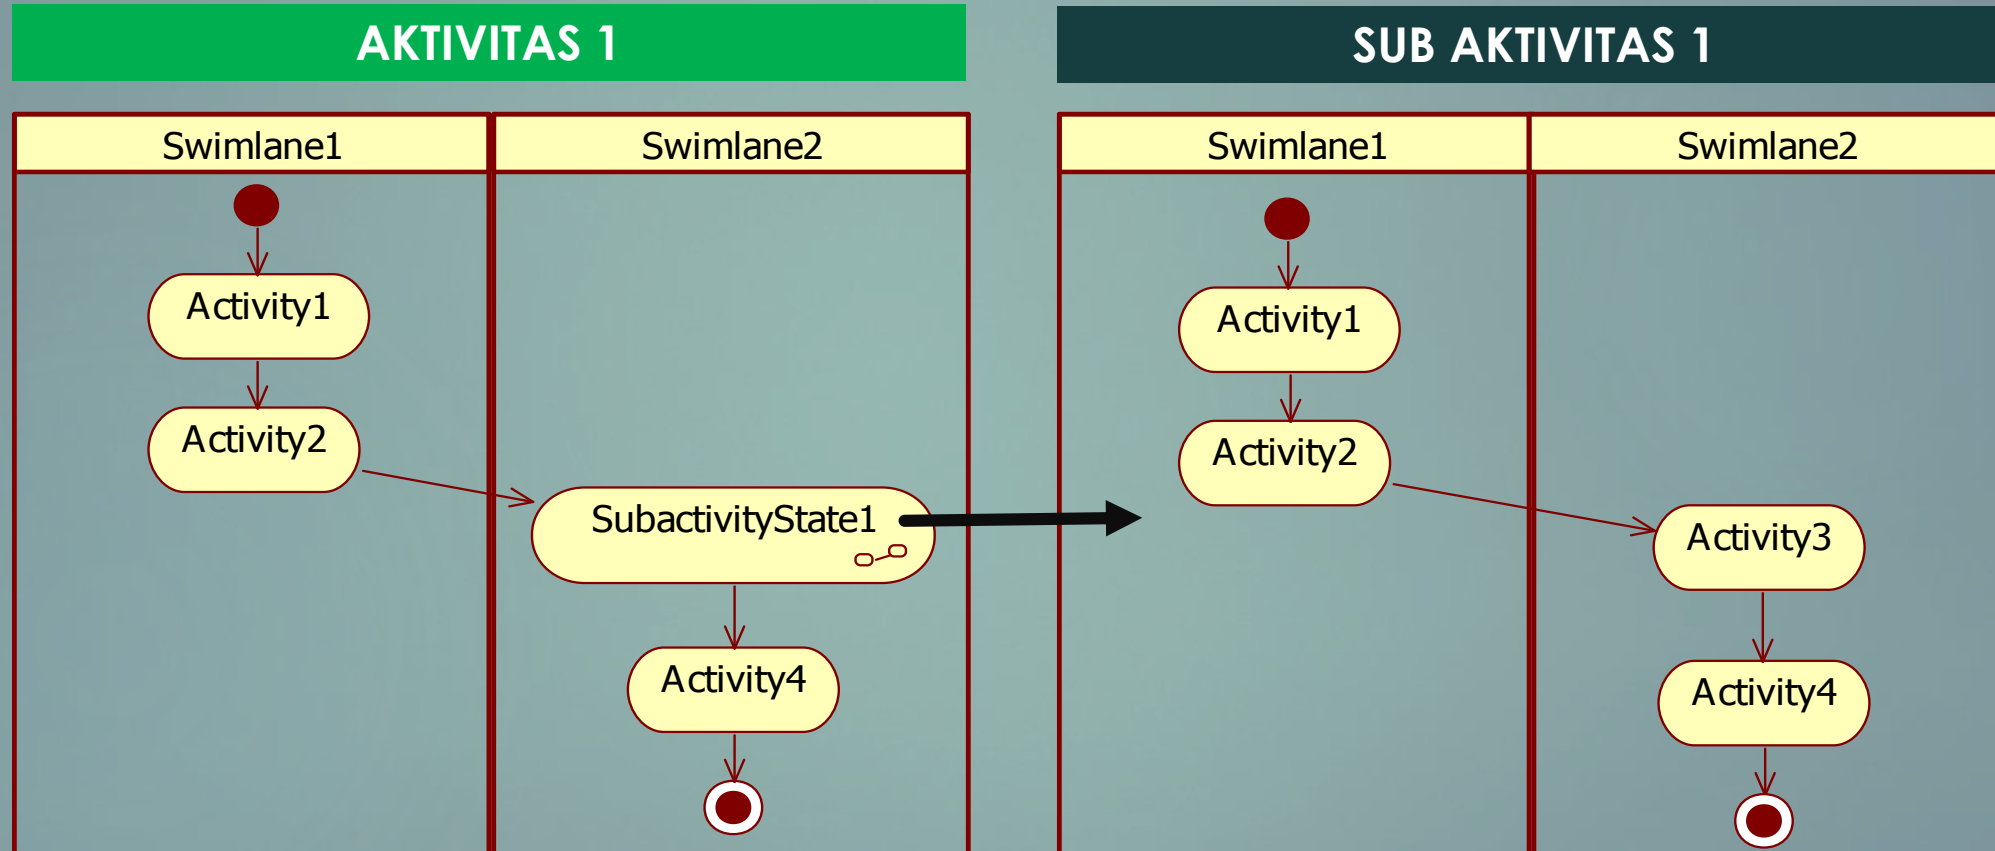 AKTIVITAS 1
Swimlane1
Swimlane2
Activity1
Activity2
SubactivityState1
Activity4
SUB AKTIVITAS 1
Swimlane1
Swimlane2
Activity1
Activity2
Activity3
Activity4